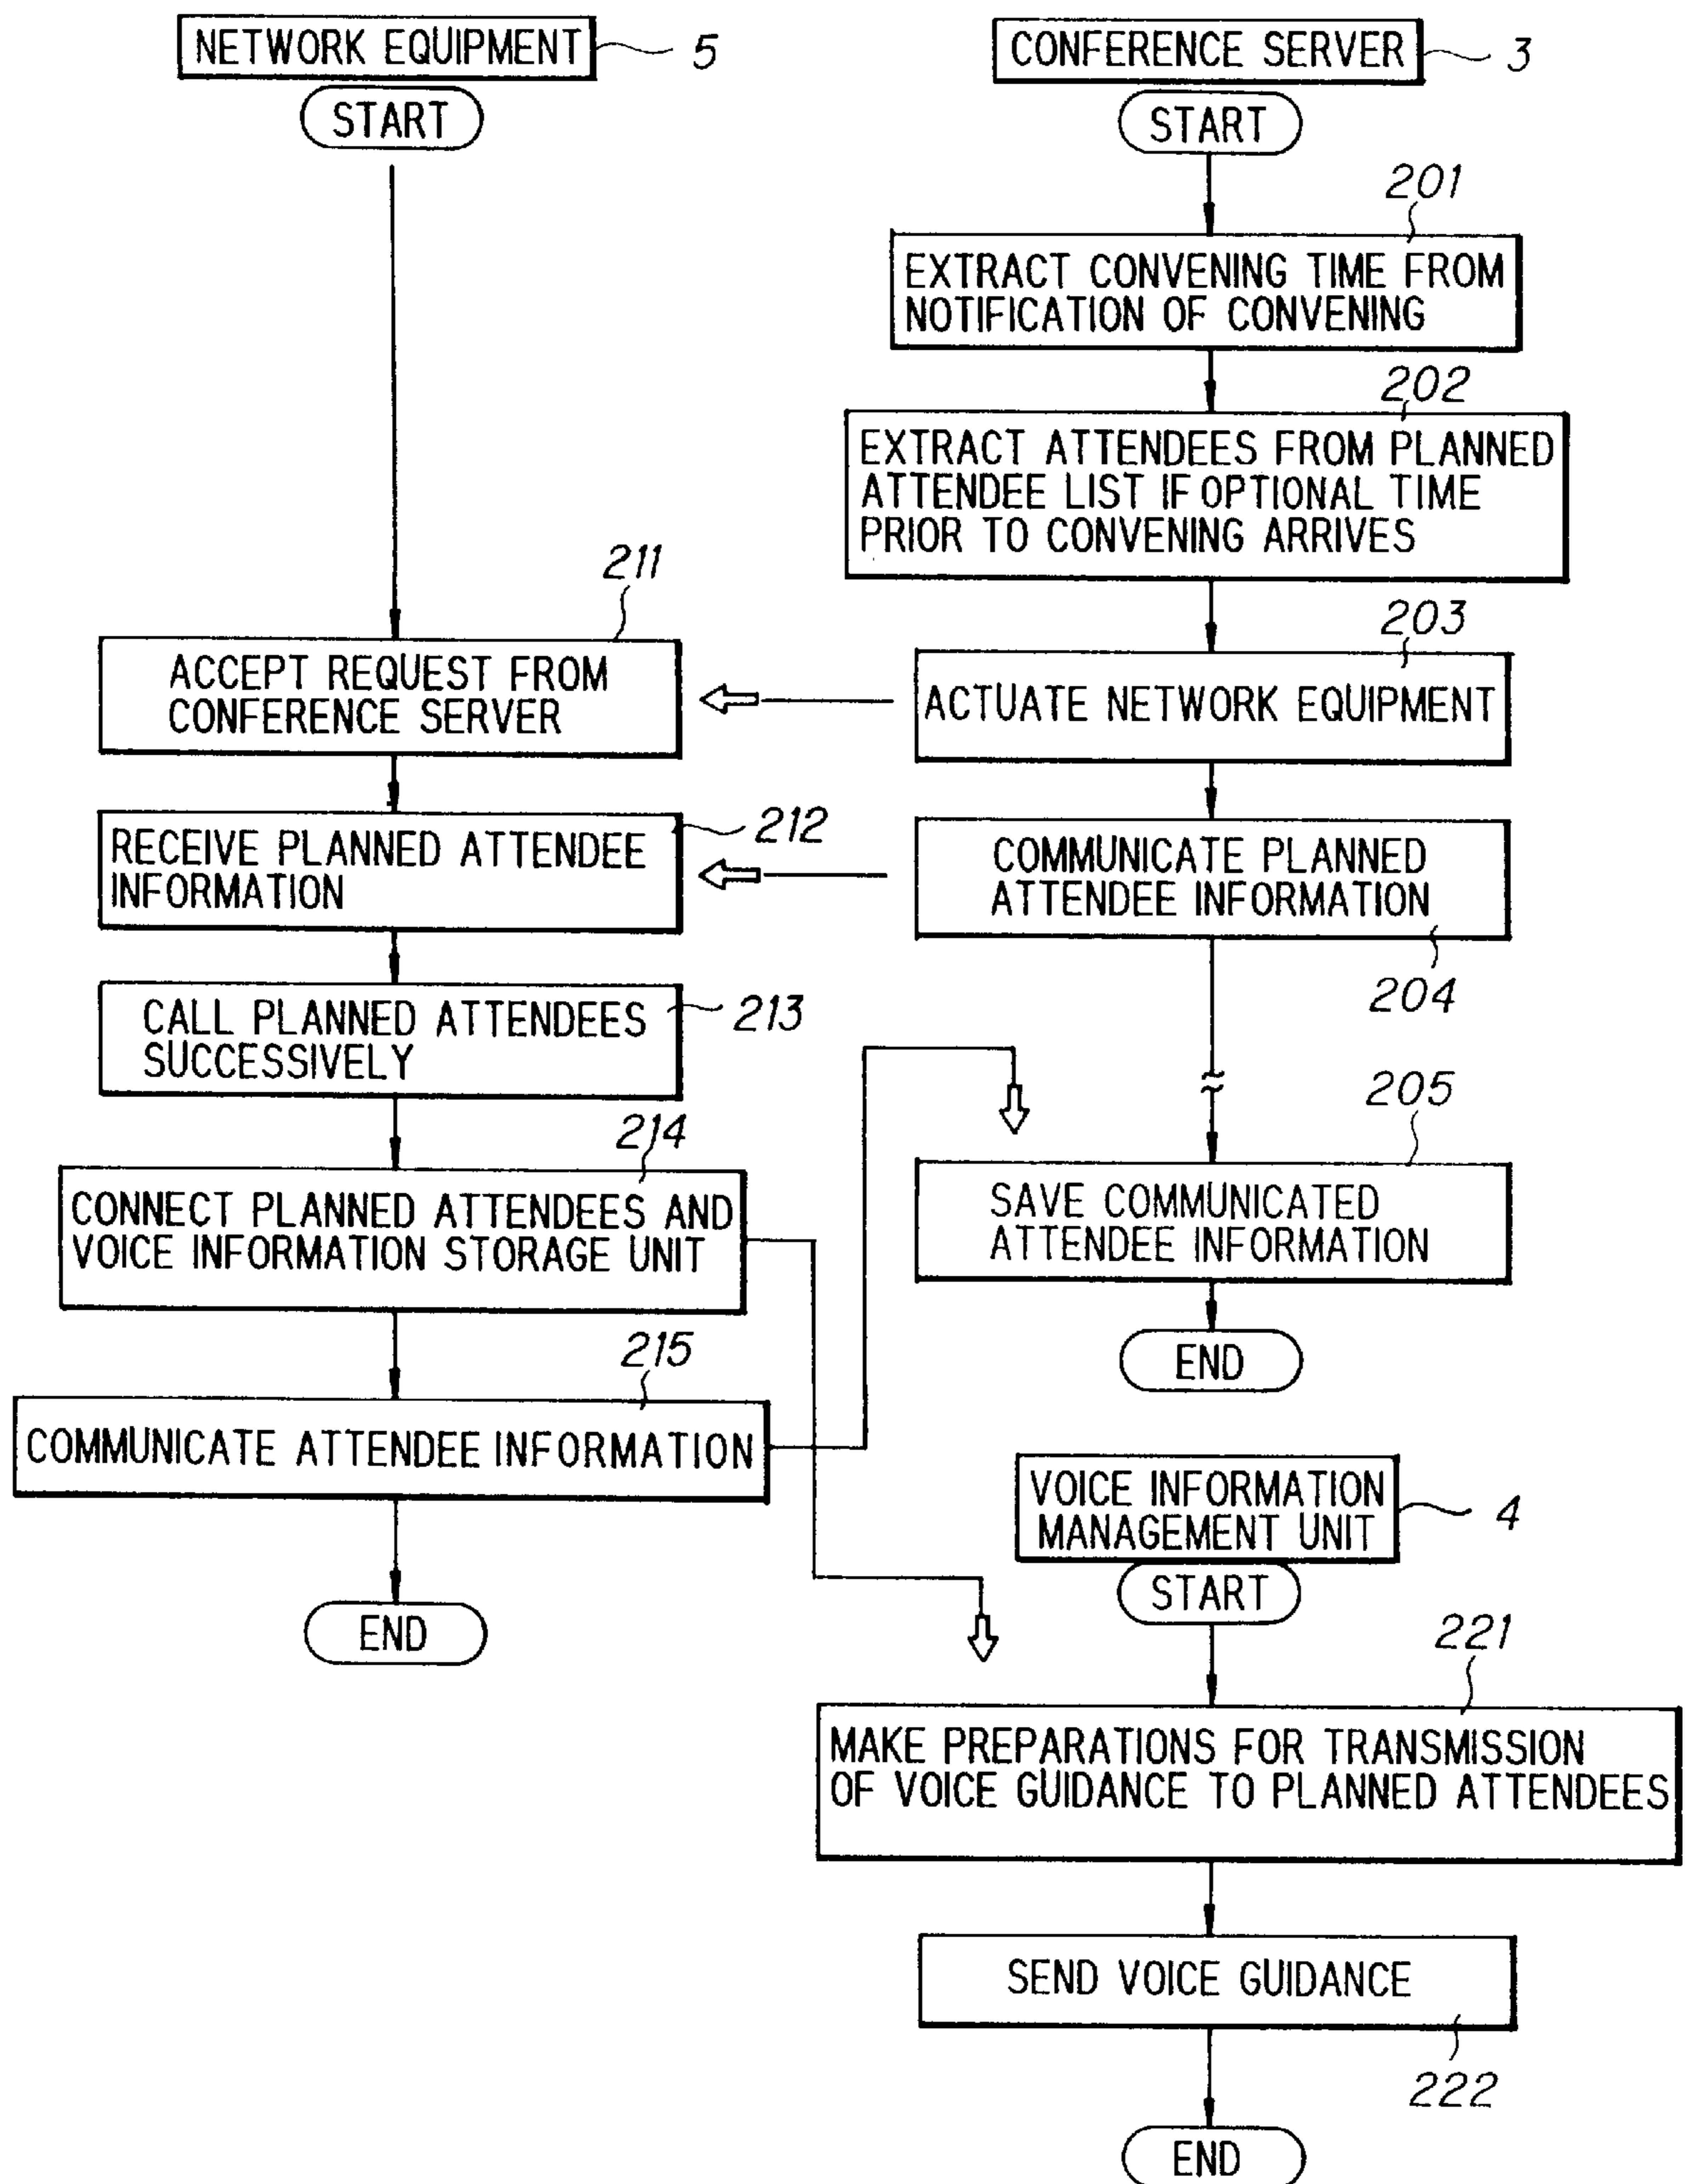 NETWORK EQUIPMENT
5
START
211
ACCEPT REQUEST FROM
CONFERENCE SERVER
212
RECEIVE PLANNED ATTENDEE
INFORMATION
213
CALL PLANNED ATTENDEES
SUCCESSIVELY
214
CONNECT PLANNED ATTENDEES AND
VOICE INFORMATION STORAGE UNIT
215
COMMUNICATE ATTENDEE INFORMATION
END
CONFERENCE SERVER
3
START
201
EXTRACT CONVENING TIME FROM
NOTIFICATION OF CONVENING
202
EXTRACT ATTENDEES FROM PLANNED
ATTENDEE LIST IF OPTIONAL TIME
PRIOR TO CONVENING ARRIVES
203
ACTUATE NETWORK EQUIPMENT
COMMUNICATE PLANNED
ATTENDEE INFORMATION
204
205
SAVE COMMUNICATED
ATTENDEE INFORMATION
END
VOICE INFORMATION
MANAGEMENT UNIT
4
START
221
MAKE PREPARATIONS FOR TRANSMISSION
OF VOICE GUIDANCE TO PLANNED ATTENDEES
SEND VOICE GUIDANCE
222
END